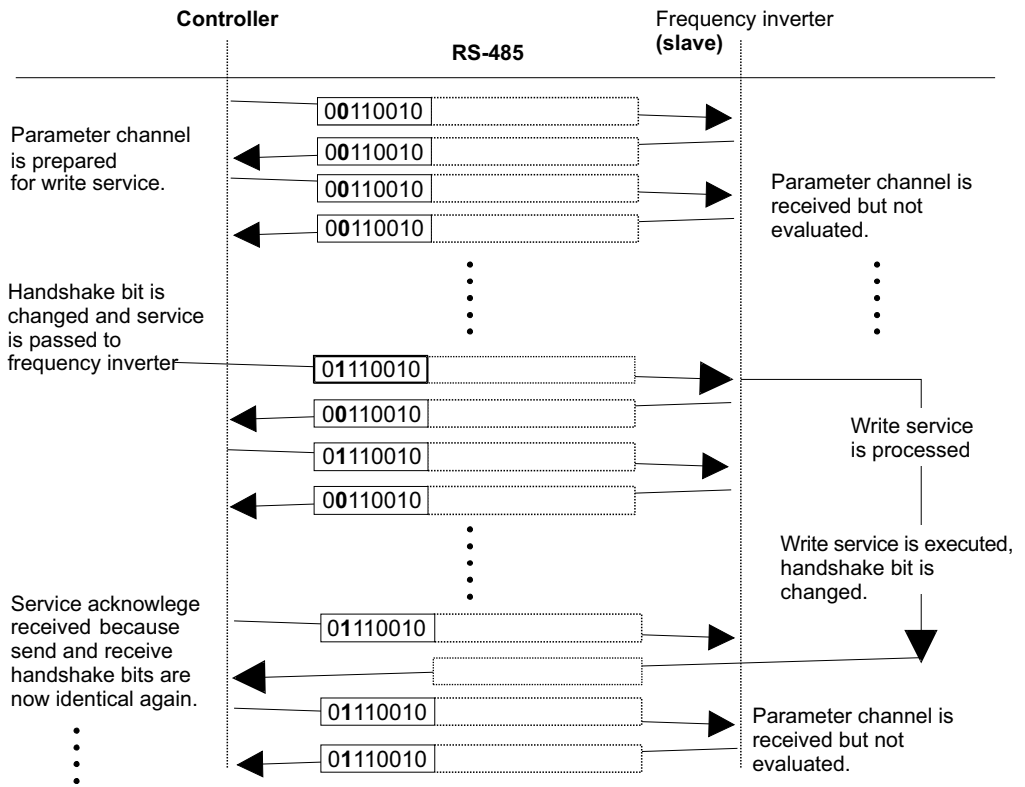 Controller
Frequency inverter
(slave)
RS-485
00110010
Parameter channel
is prepared
for write service.
00110010
00110010
00110010
Parameter channel is
received but not
evaluated.
Handshake bit is
changed and service
is passed to
frequency inverter
01110010
00110010
01110010
00110010
Write service
is processed
Write service is executed,
handshake bit is
changed.
Service acknowlege
received because
send and receive
handshake bits are
now identical again.
01110010
01110010
01110010
Parameter channel is
received but not
evaluated.